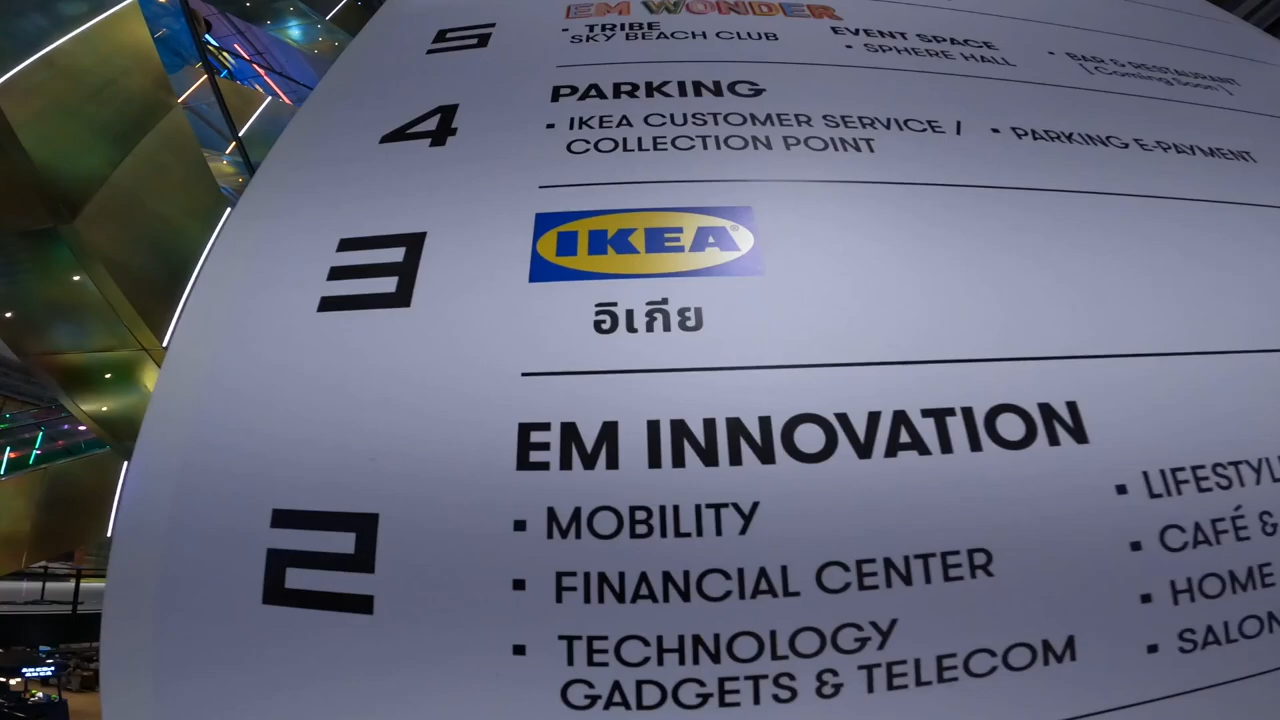 5
EM WONDER
▪ TRIBE
SKY BEACH CLUB
EVENT SPACE
▪ SPHERE HALL
▪ BAR & RESTAURANT
( Coming Soon )
4
PARKING
▪ IKEA CUSTOMER SERVICE /
COLLECTION POINT
▪ PARKING E-PAYMENT
3
IKEA®
อิเกีย
2
EM INNOVATION
▪ MOBILITY
▪ FINANCIAL CENTER
▪ TECHNOLOGY
GADGETS & TELECOM
▪ CAFÉ &
▪ HOME